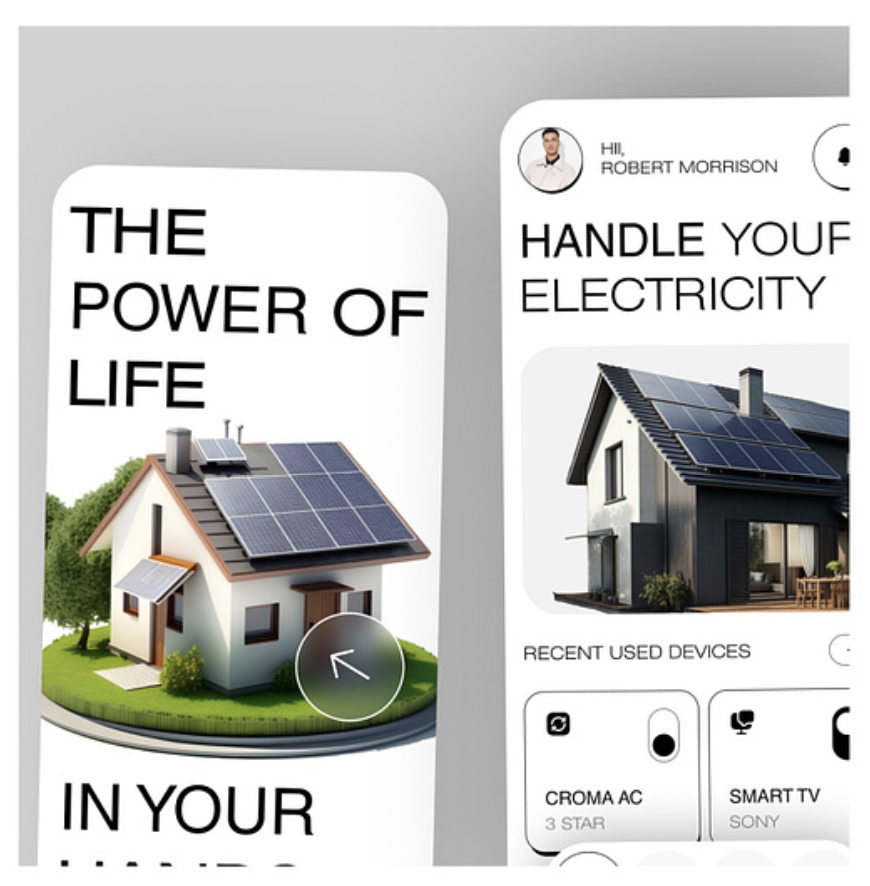 THE
POWER OF
LIFE
IN YOUR
HII,
ROBERT MORRISON
HANDLE YOUR
ELECTRICITY
RECENT USED DEVICES
CROMA AC
3 STAR
SMART TV
SONY